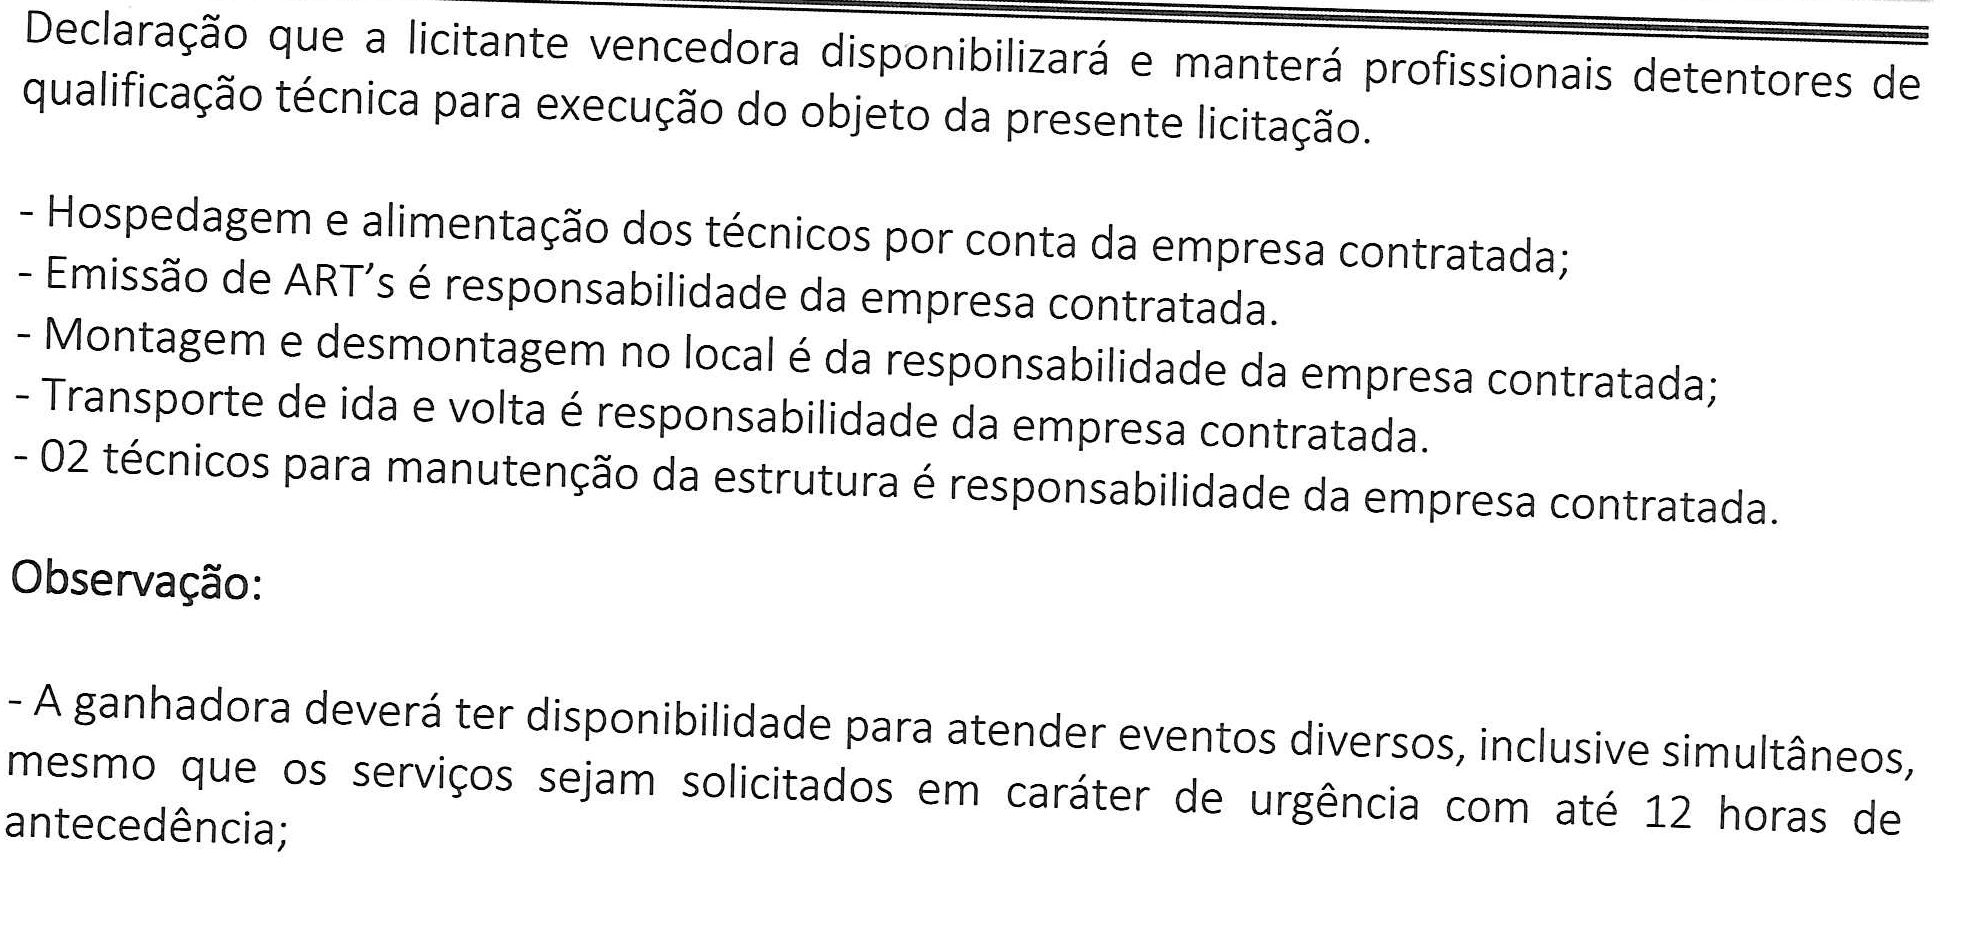 Declaração que a licitante vencedora disponibilizará e manterá profissionais detentores de
qualificação técnica para execução do objeto da presente licitação.
- Hospedagem e alimentação dos técnicos por conta da empresa contratada;
- Emissão de ART’s é responsabilidade da empresa contratada.
- Montagem e desmontagem no local é da responsabilidade da empresa contratada;
- Transporte de ida e volta é responsabilidade da empresa contratada.
- 02 técnicos para manutenção da estrutura é responsabilidade da empresa contratada.
Observação:
- A ganhadora deverá ter disponibilidade para atender eventos diversos, inclusive simultâneos,
mesmo que os serviços sejam solicitados em caráter de urgência com até 12 horas de
antecedência;